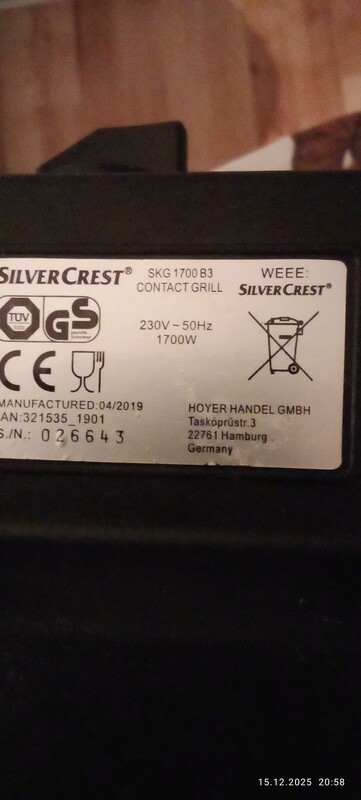 SILVERCREST®
SKG 1700 B3
CONTACT GRILL
WEEE:
SILVERCREST®
TÜV
GS
230V ~ 50Hz
1700W
CE
MANUFACTURED:04/2019
IAN:321535_1901
S./N.: 026643
HOYER HANDEL GMBH
Tasköprüstr.3
22761 Hamburg
Germany
15.12.2025 20:58